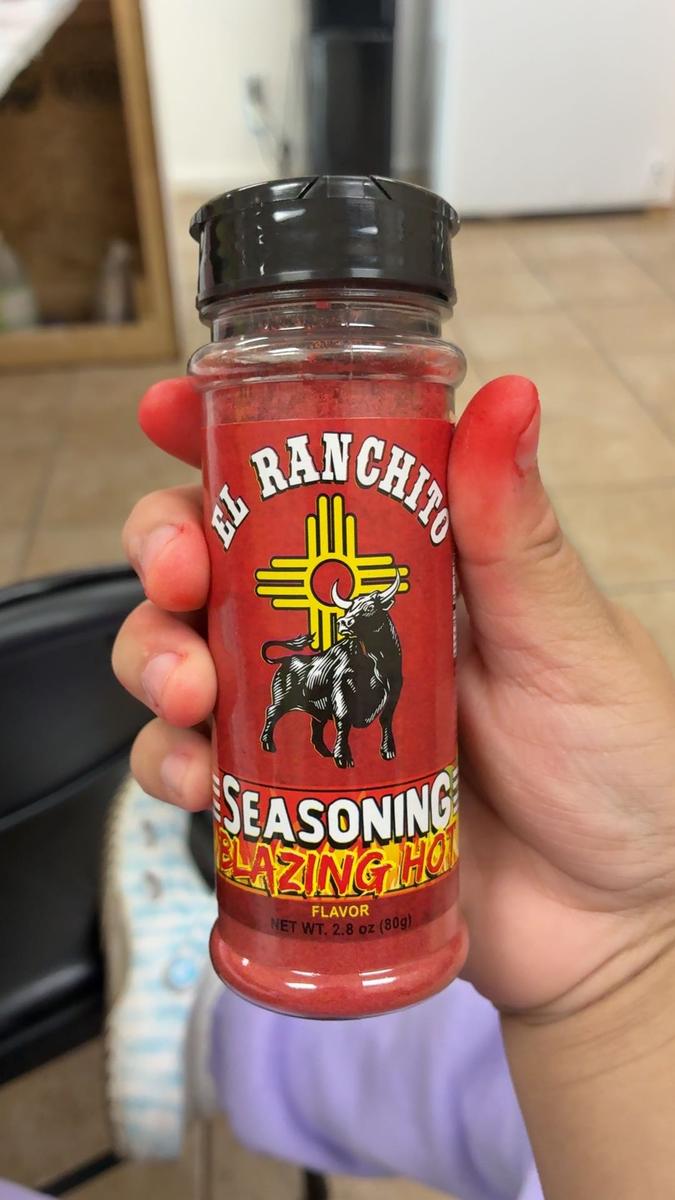 EL RANCHITO
SEASONING
BLAZING HOT
FLAVOR
NET WT. 2.8 oz (80g)